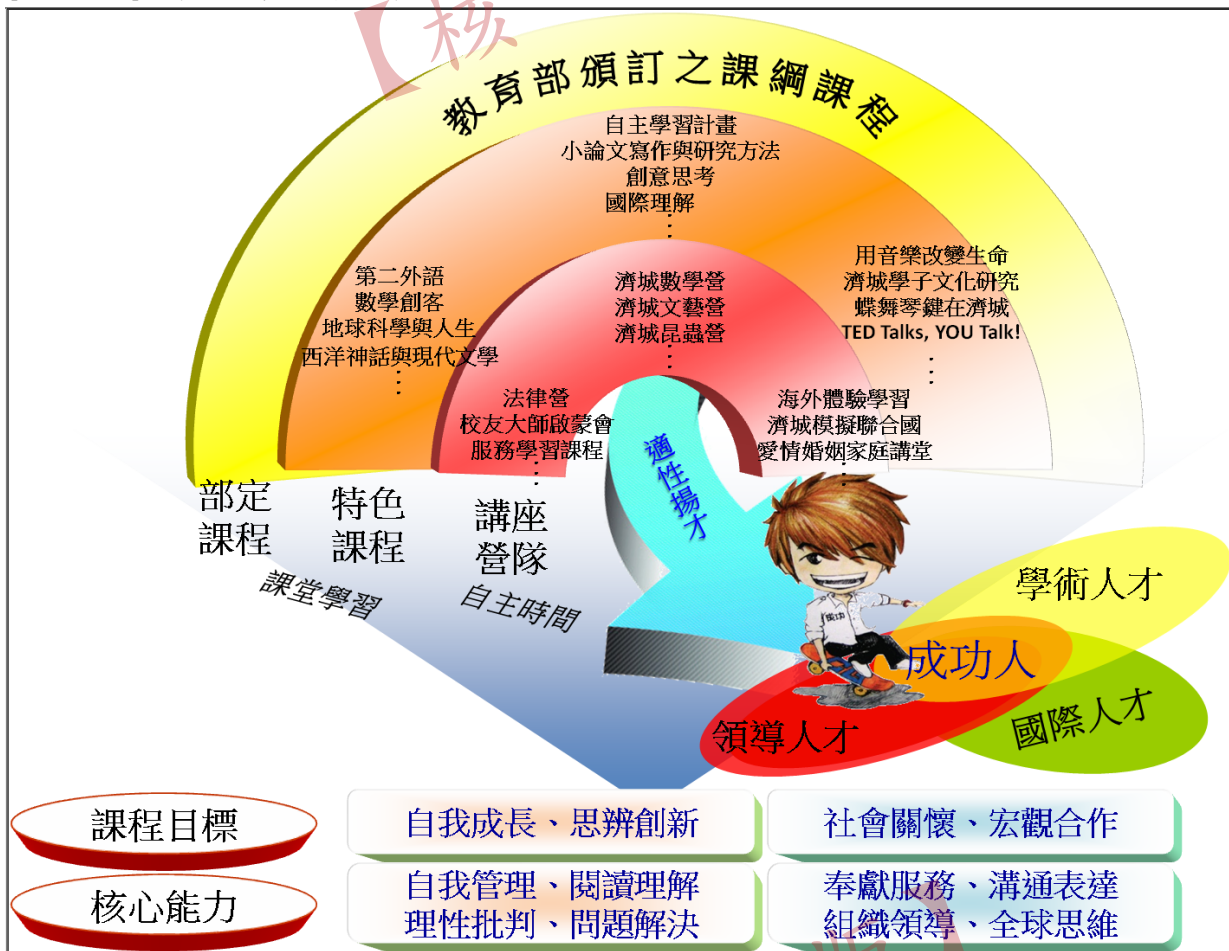 【核
教育部頒訂之課綱課程
自主學習計畫
小論文寫作與研究方法
創意思考
國際理解
⋮
第二外語
數學創客
地球科學與人生
西洋神話與現代文學
⋮
濟城數學營
濟城文藝營
濟城昆蟲營
⋮
用音樂改變生命
濟城學子文化研究
蝶舞琴鍵在濟城
TED Talks, YOU Talk!
⋮
法律營
校友大師啟蒙會
服務學習課程
⋮
海外體驗學習
濟城模擬聯合國
愛情婚姻家庭講堂
⋮
適性揚才
部定
課程
特色
課程
講座
營隊
課堂學習
自主時間
學術人才
成功人
領導人才
國際人才
課程目標
自我成長、思辨創新
社會關懷、宏觀合作
核心能力
自我管理、閱讀理解
理性批判、問題解決
奉獻服務、溝通表達
組織領導、全球思維